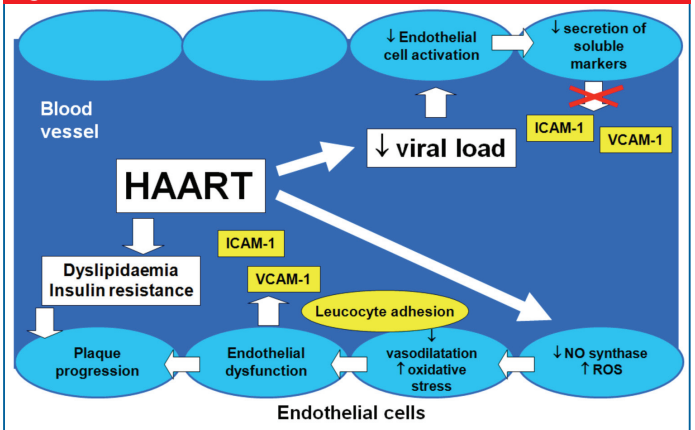 ↓ Endothelial
cell activation
↓ secretion of
soluble
markers
Blood
vessel
ICAM-1
VCAM-1
↓ viral load
HAART
ICAM-1
VCAM-1
Dyslipidaemia
Insulin resistance
Leucocyte adhesion
Plaque
progression
Endothelial
dysfunction
↓
vasodilatation
↑ oxidative
stress
↓ NO synthase
↑ ROS
Endothelial cells